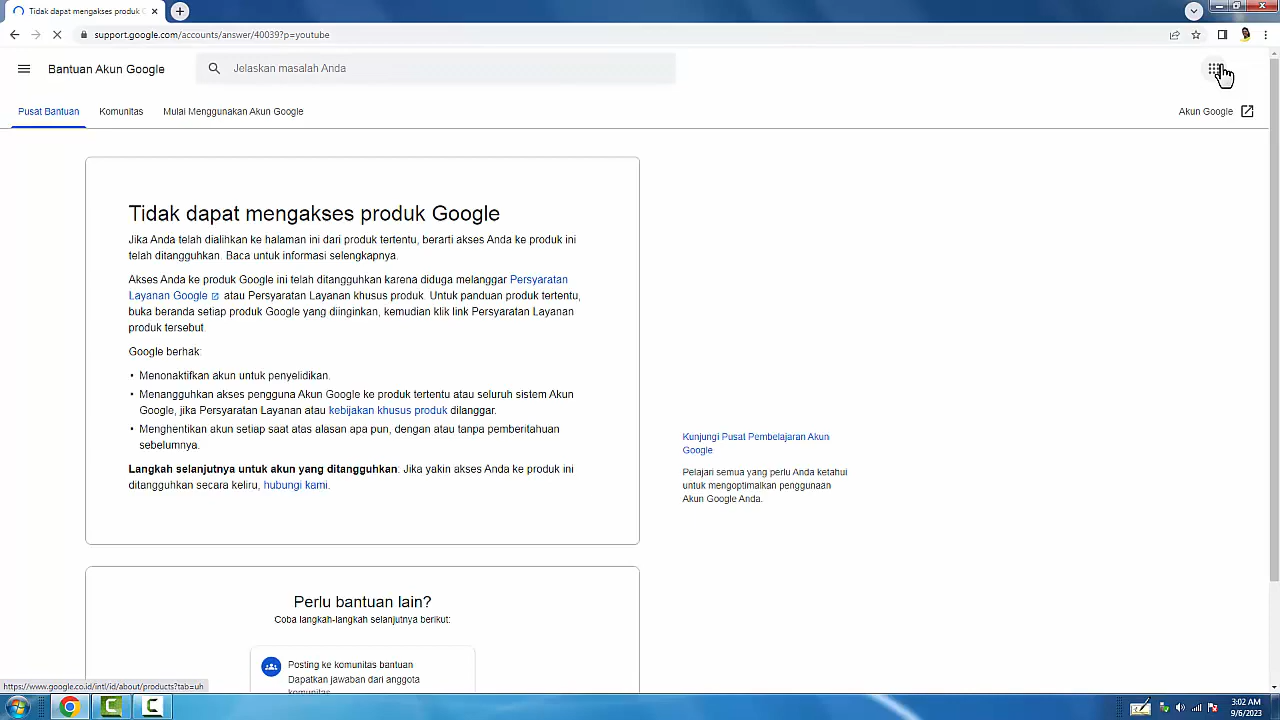 Tidak dapat mengakses produk G
support.google.com/accounts/answer/40039?p=youtube
Bantuan Akun Google
Jelaskan masalah Anda
Pusat Bantuan
Komunitas
Mulai Menggunakan Akun Google
Akun Google
Tidak dapat mengakses produk Google
Jika Anda telah dialihkan ke halaman ini dari produk tertentu, berarti akses Anda ke produk ini
telah ditangguhkan. Baca untuk informasi selengkapnya.
Akses Anda ke produk Google ini telah ditangguhkan karena diduga melanggar Persyaratan
Layanan Google atau Persyaratan Layanan khusus produk. Untuk panduan produk tertentu,
buka beranda setiap produk Google yang diinginkan, kemudian klik link Persyaratan Layanan
produk tersebut.
Google berhak:
• Menonaktifkan akun untuk penyelidikan.
• Menangguhkan akses pengguna Akun Google ke produk tertentu atau seluruh sistem Akun
Google, jika Persyaratan Layanan atau kebijakan khusus produk dilanggar.
• Menghentikan akun setiap saat atas alasan apa pun, dengan atau tanpa pemberitahuan
sebelumnya.
Langkah selanjutnya untuk akun yang ditangguhkan: Jika yakin akses Anda ke produk ini
ditangguhkan secara keliru, hubungi kami.
Kunjungi Pusat Pembelajaran Akun
Google
Pelajari semua yang perlu Anda ketahui
untuk mengoptimalkan penggunaan
Akun Google Anda.
Perlu bantuan lain?
Coba langkah-langkah selanjutnya berikut:
Posting ke komunitas bantuan
Dapatkan jawaban dari anggota
komunitas
https://www.google.co.id/intl/id/about/products?tab=uh
3:02 AM
9/6/2023